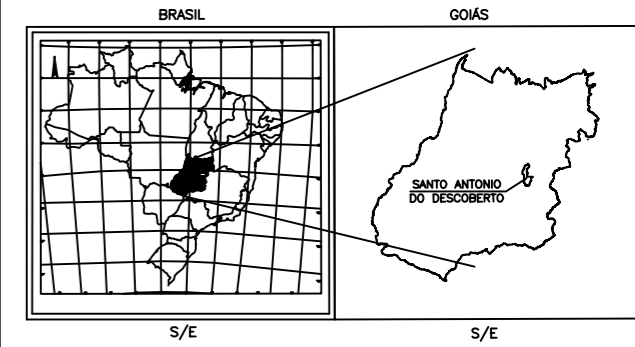 BRASIL
GOIÁS
SANTO ANTONIO
DO DESCOBERTO
S/E
S/E